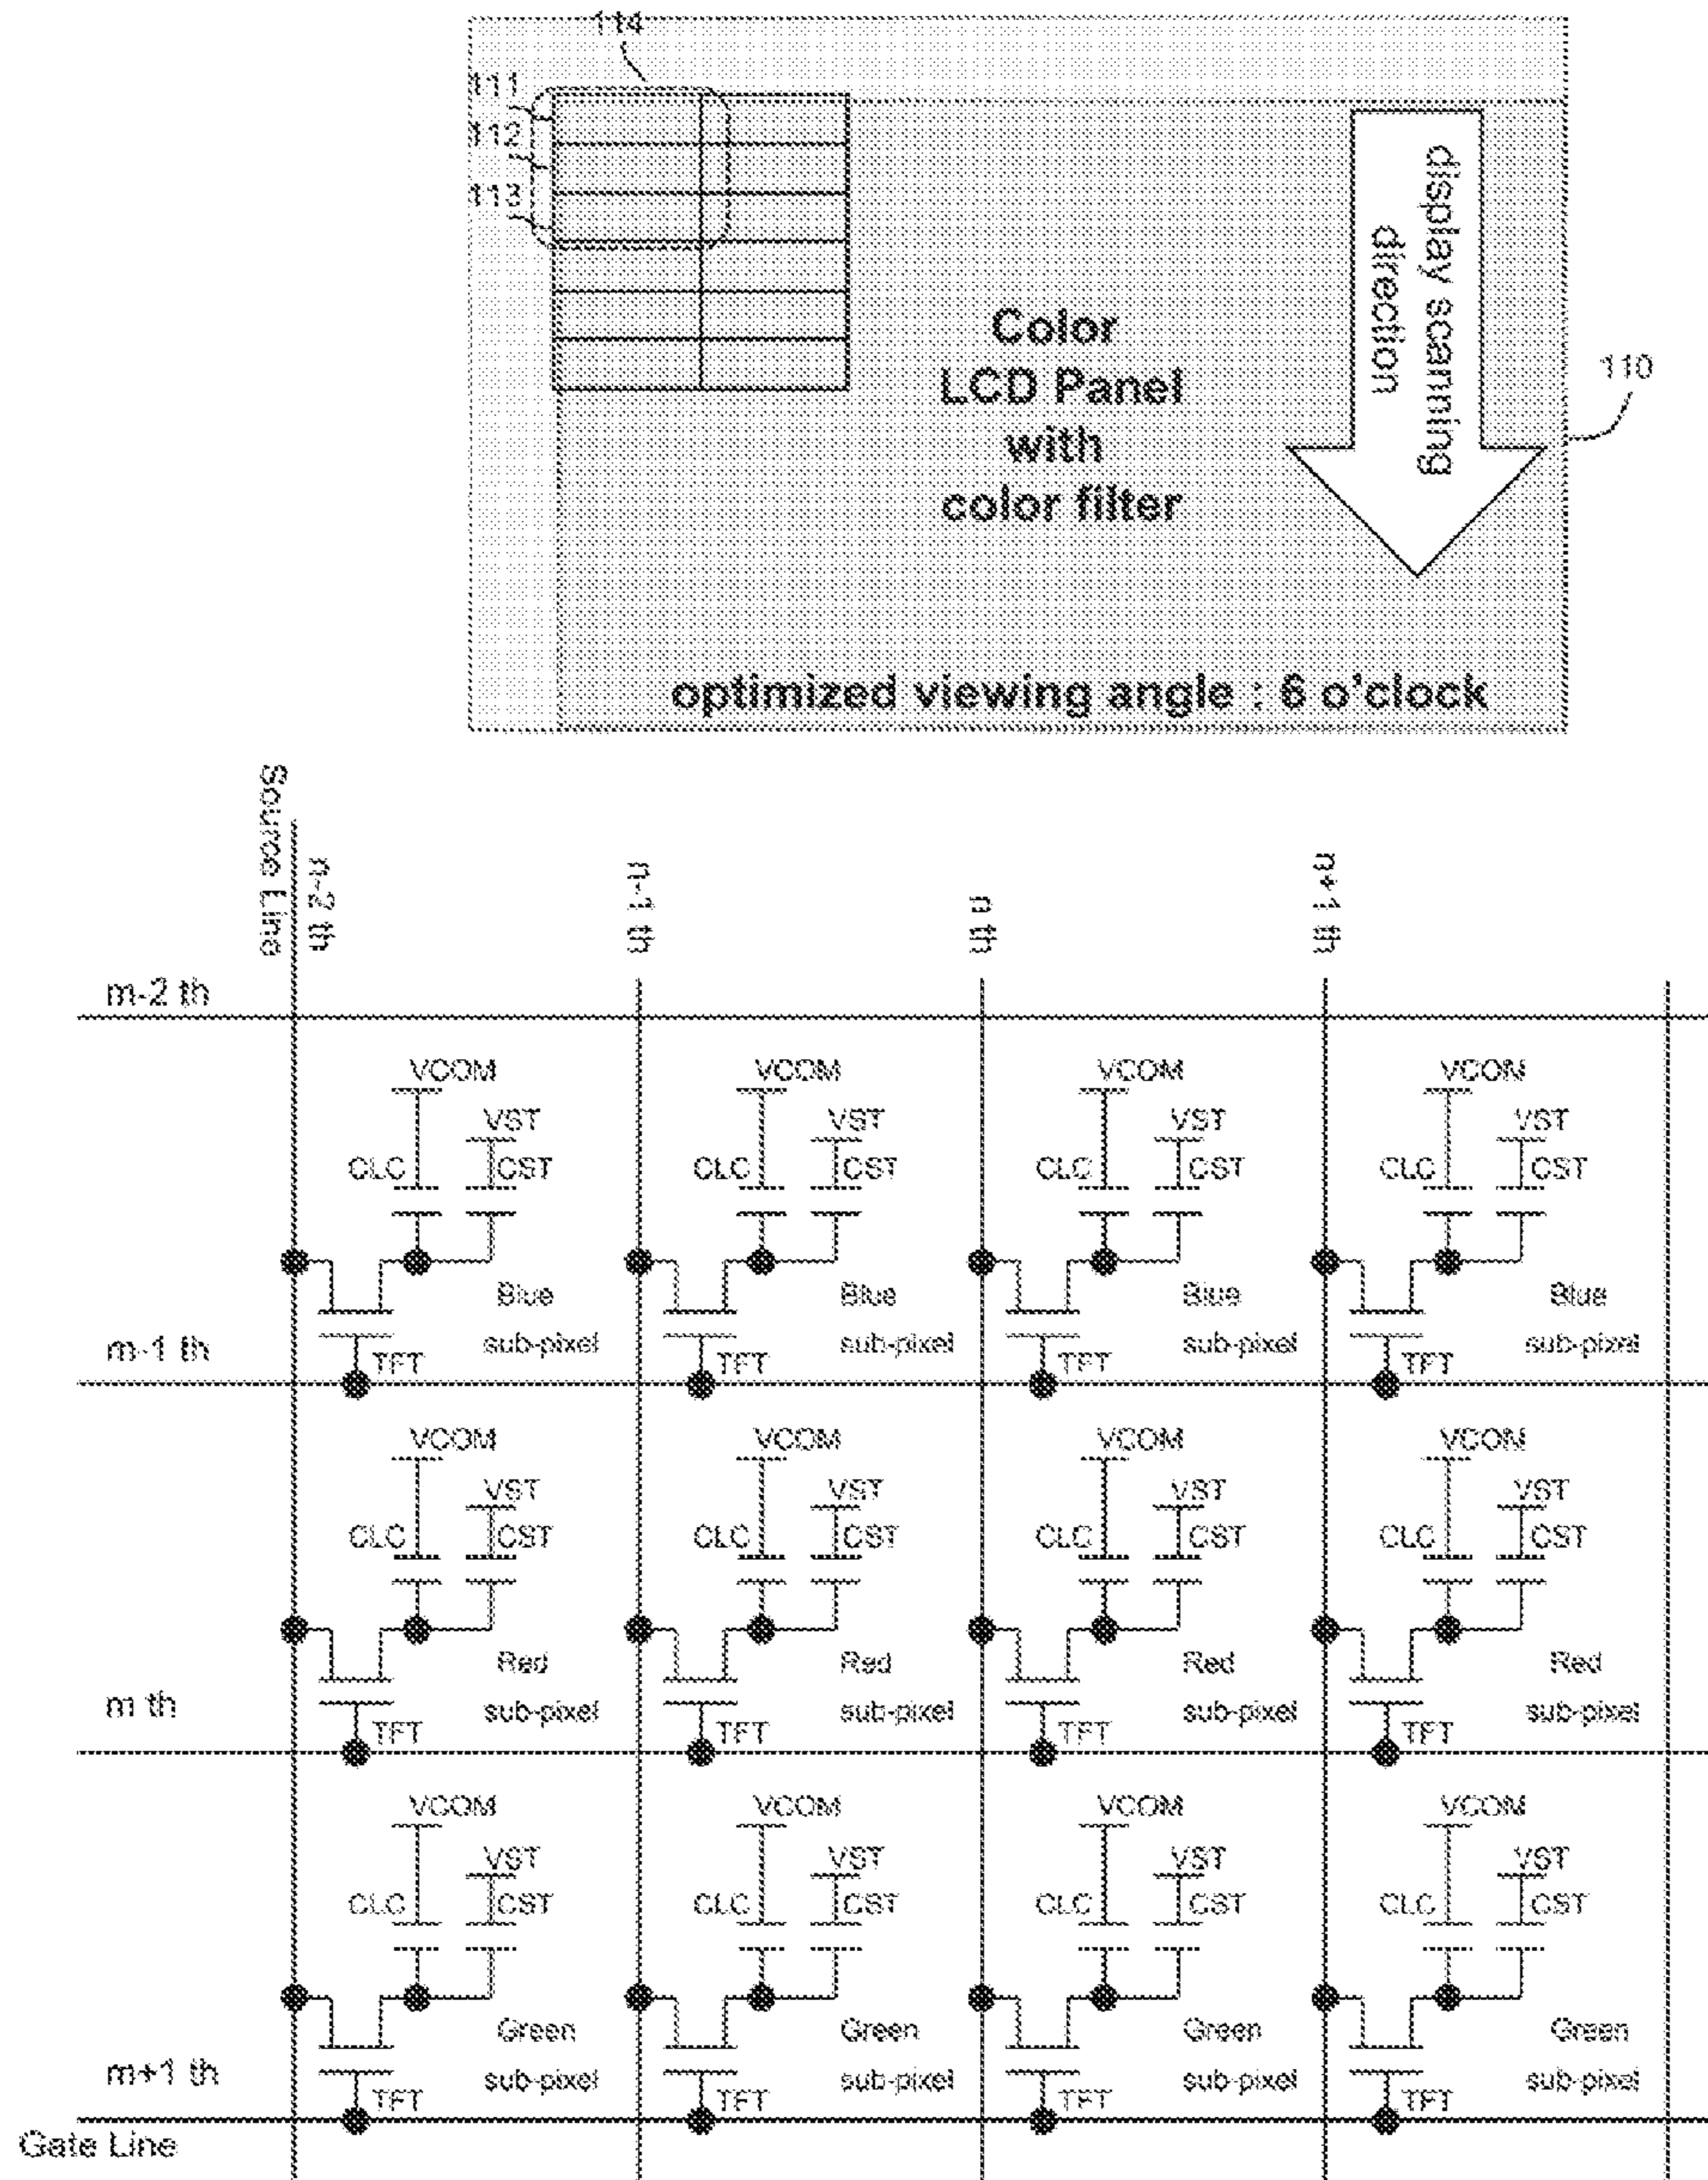 114
111
112
113
display scanning
direction
Color
LCD Panel
with
color filter
110
optimized viewing angle : 6 o'clock
Source Line
n-2 th
n-1 th
n th
n+1 th
m-2 th
VCOM
VCOM
VCOM
VCOM
VST
VST
VST
VST
CLC
CST
CLC
CST
CLC
CST
CLC
CST
Blue
sub-pixel
Blue
sub-pixel
Blue
sub-pixel
Blue
sub-pixel
m-1 th
TFT
TFT
TFT
TFT
VCOM
VCOM
VCOM
VCOM
VST
VST
VST
VST
CLC
CST
CLC
CST
CLC
CST
CLC
CST
Red
sub-pixel
Red
sub-pixel
Red
sub-pixel
Red
sub-pixel
m th
TFT
TFT
TFT
TFT
VCOM
VCOM
VCOM
VCOM
VST
VST
VST
VST
CLC
CST
CLC
CST
CLC
CST
CLC
CST
Green
sub-pixel
Green
sub-pixel
Green
sub-pixel
Green
sub-pixel
m+1 th
TFT
TFT
TFT
TFT
Gate Line